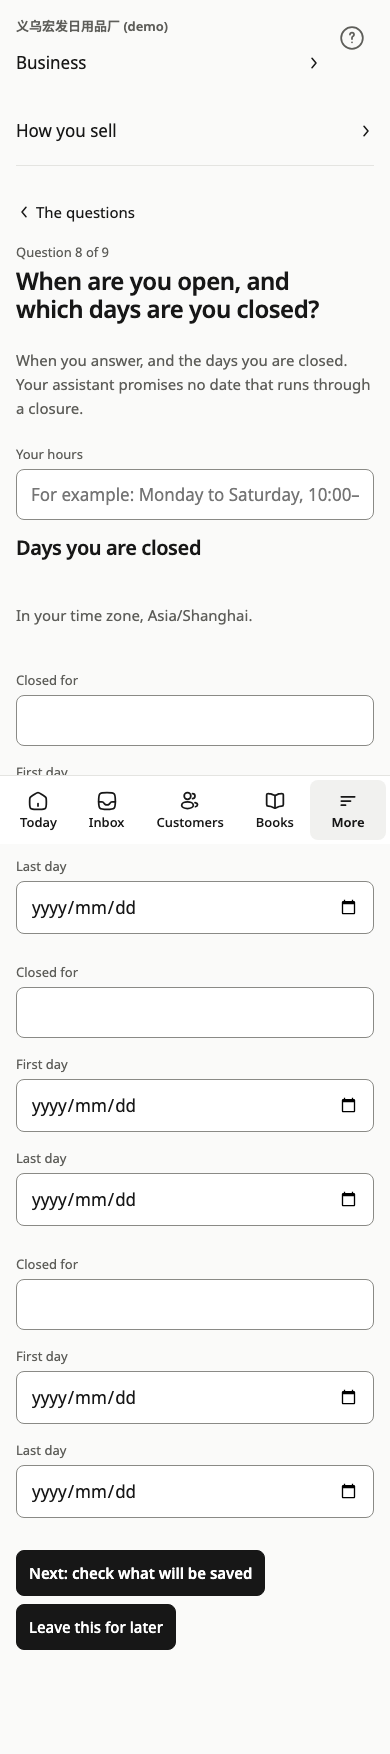 义乌宏发日用品厂 (demo)
Business
How you sell
The questions
Question 8 of 9
When are you open, and
which days are you closed?
When you answer, and the days you are closed.
Your assistant promises no date that runs through
a closure.
Your hours
For example: Monday to Saturday, 10:00–
Days you are closed
In your time zone, Asia/Shanghai.
Closed for
First day
Today Inbox Customers Books More
Last day
yyyy/mm/dd
Closed for
First day
yyyy/mm/dd
Last day
yyyy/mm/dd
Closed for
First day
yyyy/mm/dd
Last day
yyyy/mm/dd
Next: check what will be saved
Leave this for later